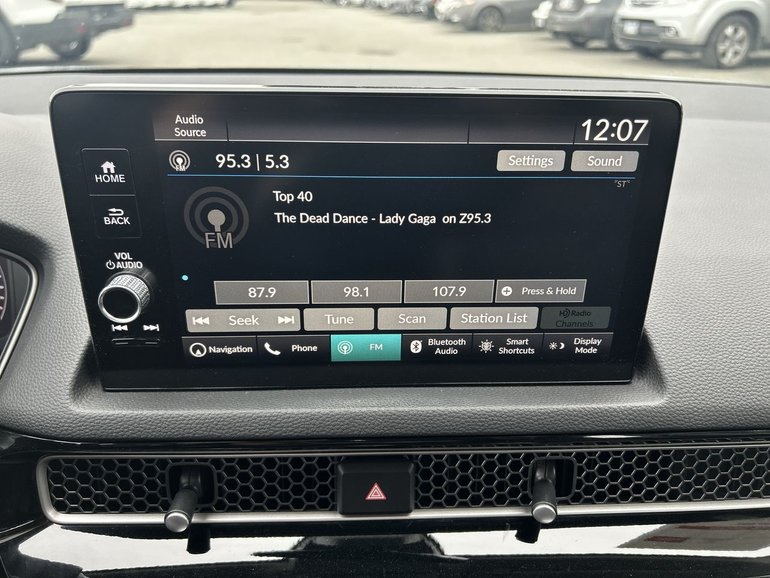 Audio
Source
12:07
FM
95.3 | 5.3
Settings
Sound
"ST"
HOME
BACK
VOL
AUDIO
FM
Top 40
The Dead Dance - Lady Gaga on Z95.3
87.9
98.1
107.9
Press & Hold
Seek
Tune
Scan
Station List
HD Radio
Channels
Navigation
Phone
FM
Bluetooth
Audio
Smart
Shortcuts
Display
Mode